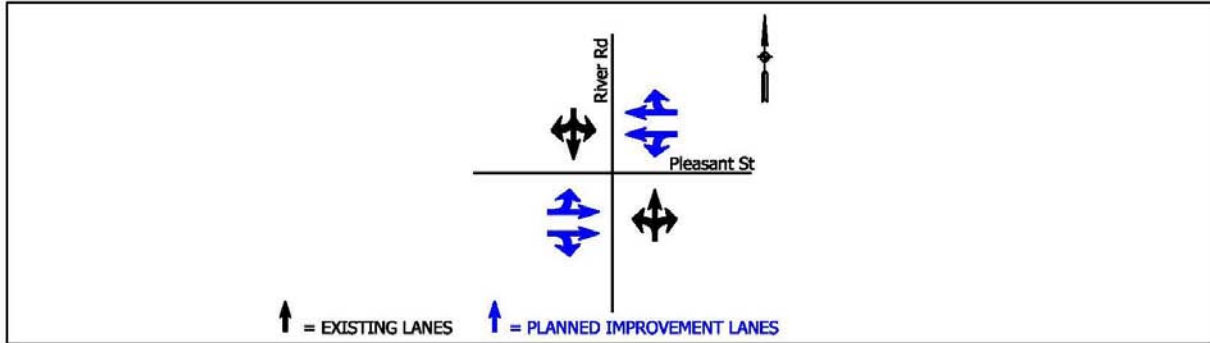 River Rd
Pleasant St
= EXISTING LANES
= PLANNED IMPROVEMENT LANES